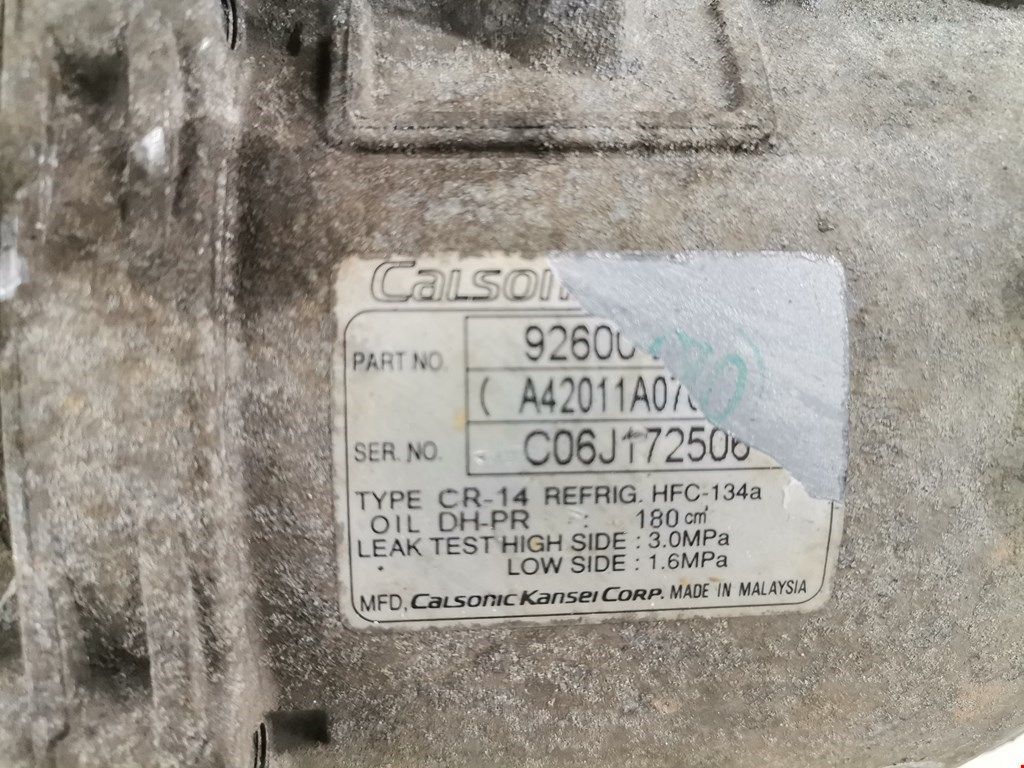 CALSONI
PART NO. 92600
( A42011A070
SER. NO. C06J172506
TYPE CR-14 REFRIG. HFC-134a
OIL DH-PR : 180 cm³
LEAK TEST HIGH SIDE : 3.0MPa
LOW SIDE : 1.6MPa
MFD, CALSONIC KANSEI CORP. MADE IN MALAYSIA